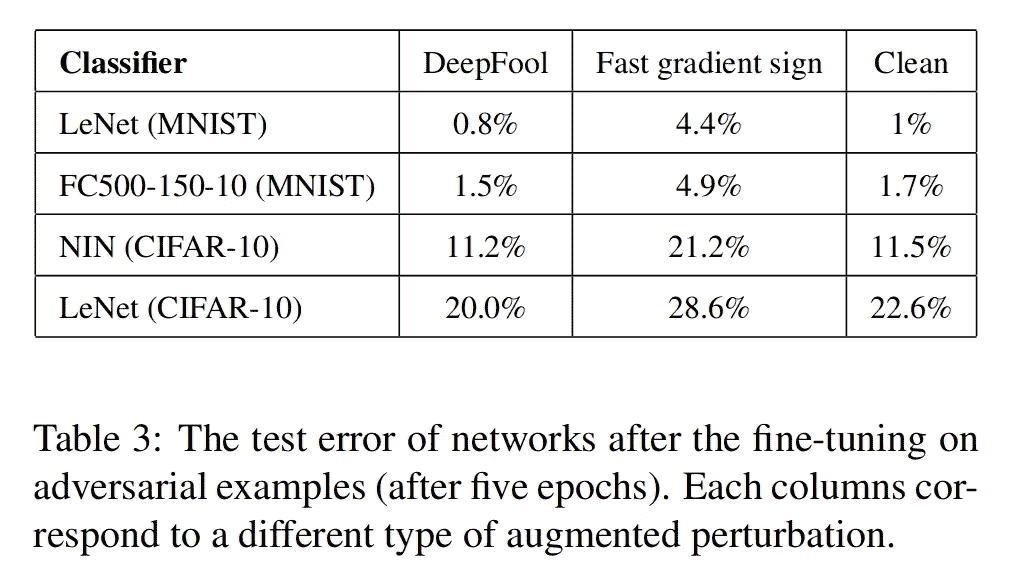 Classifier DeepFool Fast gradient sign Clean
LeNet (MNIST) 0.8% 4.4% 1%
FC500-150-10 (MNIST) 1.5% 4.9% 1.7%
NIN (CIFAR-10) 11.2% 21.2% 11.5%
LeNet (CIFAR-10) 20.0% 28.6% 22.6%
Table 3: The test error of networks after the fine-tuning on
adversarial examples (after five epochs). Each columns cor-
respond to a different type of augmented perturbation.